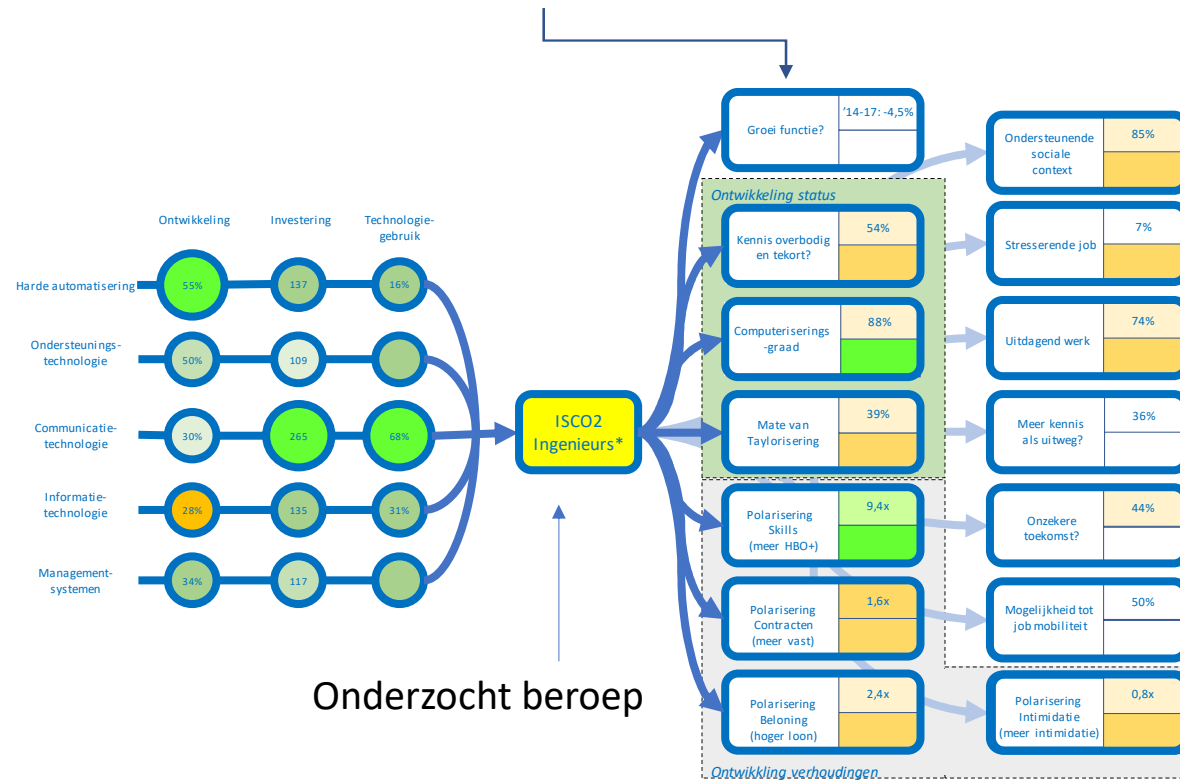 Ontwikkeling
Investering
Technologie-
gebruik
Harde automatisering
55%
137
16%
Ondersteunings-
technologie
50%
109
Communicatie-
technologie
30%
265
68%
Informatie-
technologie
28%
135
31%
Management-
systemen
34%
117
ISCO2
Ingenieurs*
Onderzocht beroep
Groei functie?
'14-17: -4,5%
Ontwikkeling status
Kennis overbodig
en tekort?
54%
Computeriserings
-graad
88%
Mate van
Taylorisering
39%
Polarisering
Skills
(meer HBO+)
9,4x
Polarisering
Contracten
(meer vast)
1,6x
Polarisering
Beloning
(hoger loon)
2,4x
Ontwikkling verhoudingen
Ondersteunende
sociale
context
85%
Stresserende job
7%
Uitdagend werk
74%
Meer kennis
als uitweg?
36%
Onzekere
toekomst?
44%
Mogelijkheid tot
job mobiliteit
50%
Polarisering
Intimidatie
(meer intimidatie)
0,8x